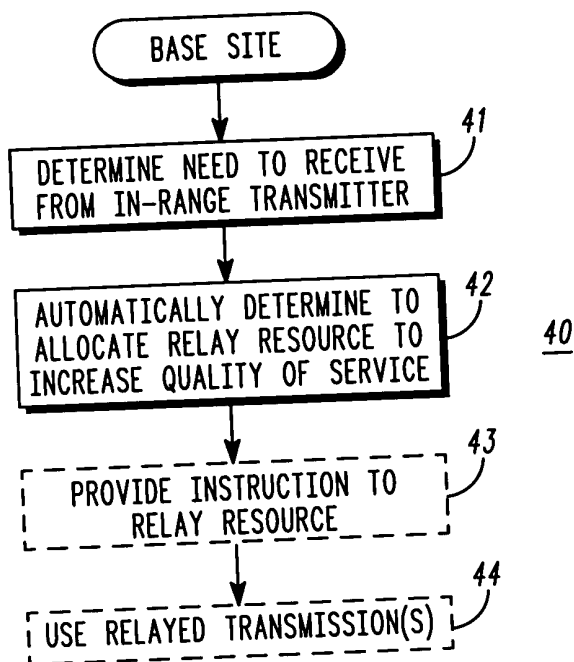 BASE SITE
41
DETERMINE NEED TO RECEIVE
FROM IN-RANGE TRANSMITTER
42
AUTOMATICALLY DETERMINE TO
ALLOCATE RELAY RESOURCE TO
INCREASE QUALITY OF SERVICE
40
43
PROVIDE INSTRUCTION TO
RELAY RESOURCE
44
USE RELAYED TRANSMISSION(S)